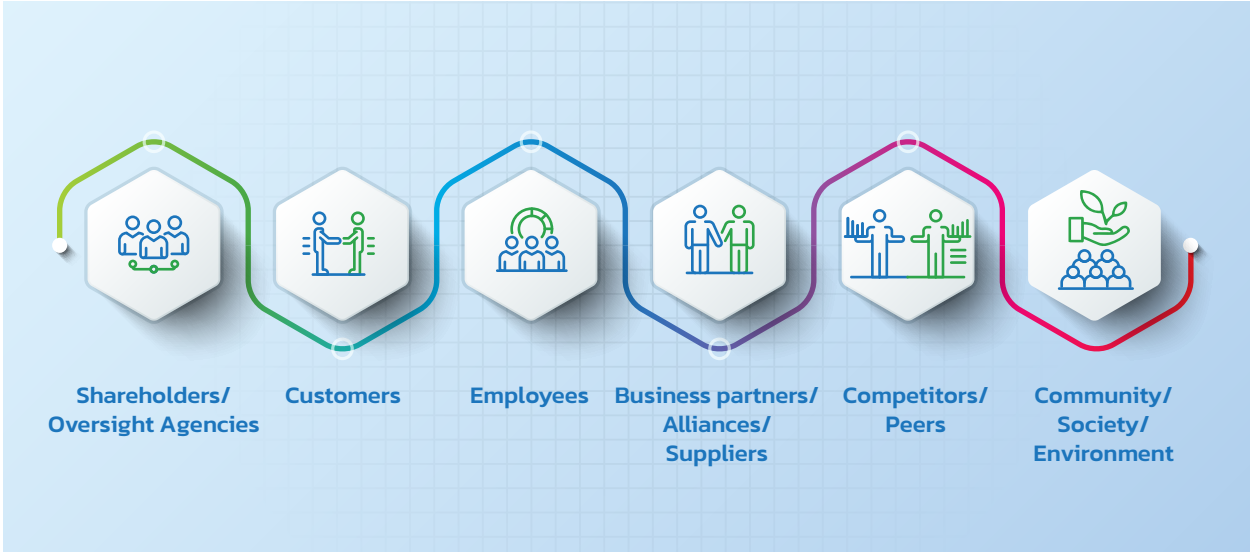 Shareholders/
Oversight Agencies
Customers
Employees
Business partners/
Alliances/
Suppliers
Competitors/
Peers
Community/
Society/
Environment